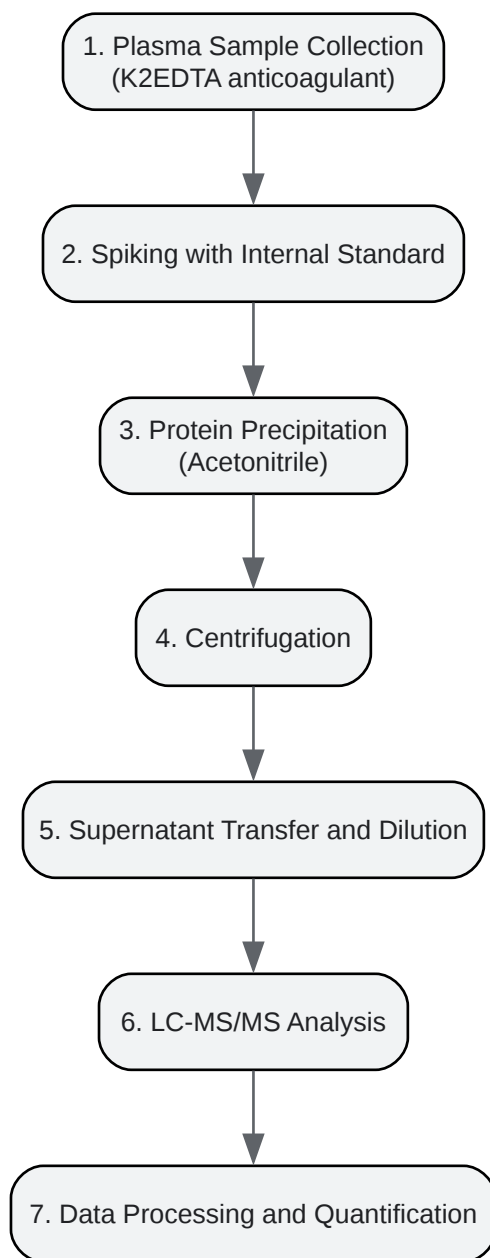 1. Plasma Sample Collection
(K2EDTA anticoagulant)
2. Spiking with Internal Standard
3. Protein Precipitation
(Acetonitrile)
4. Centrifugation
5. Supernatant Transfer and Dilution
6. LC-MS/MS Analysis
7. Data Processing and Quantification